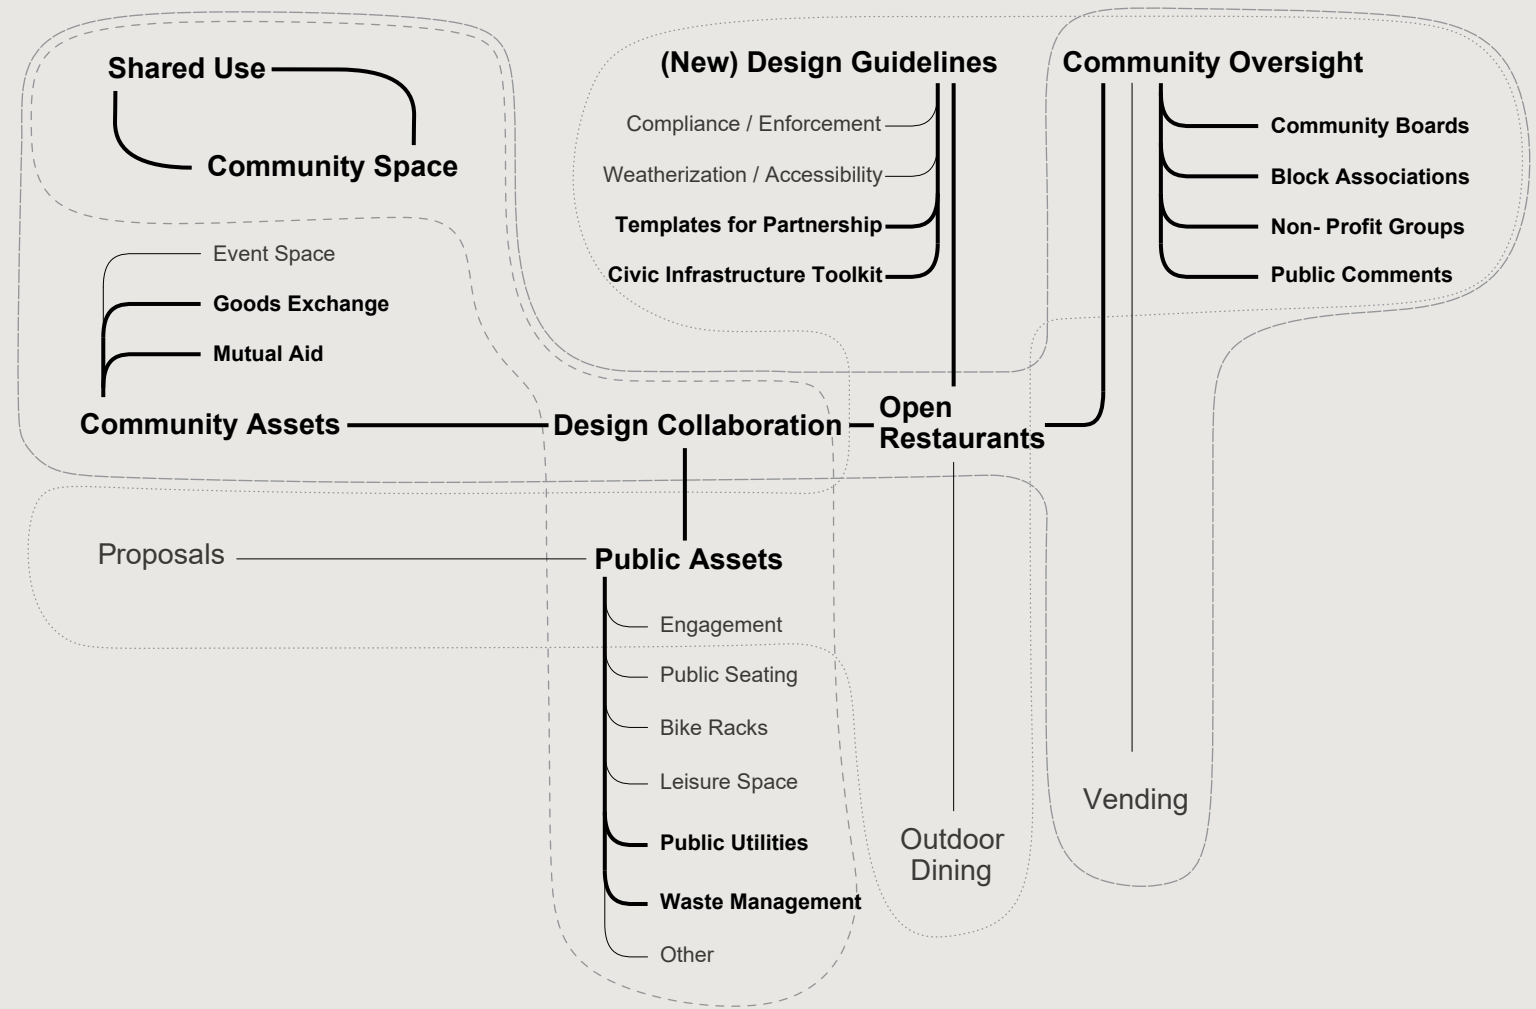 Shared Use
Community Space
Event Space
Goods Exchange
Mutual Aid
Community Assets
(New) Design Guidelines
Compliance / Enforcement
Weatherization / Accessibility
Templates for Partnership
Civic Infrastructure Toolkit
Community Oversight
Community Boards
Block Associations
Non- Profit Groups
Public Comments
Design Collaboration
Open
Restaurants
Proposals
Public Assets
Engagement
Public Seating
Bike Racks
Leisure Space
Public Utilities
Waste Management
Other
Outdoor
Dining
Vending